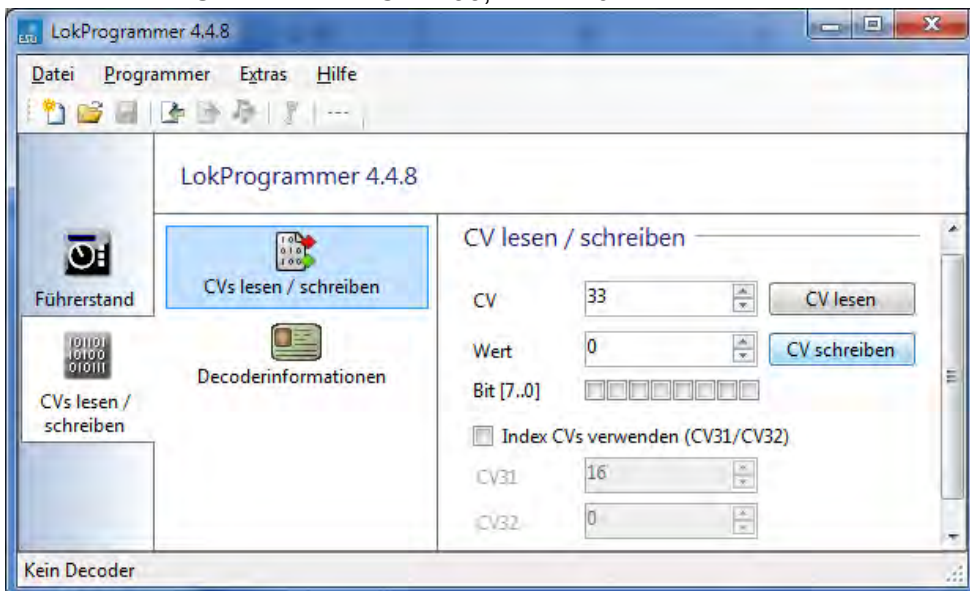 LokProgrammer 4.4.8
Datei Programmer Extras Hilfe
LokProgrammer 4.4.8
Führerstand
CVs lesen / schreiben
CVs lesen / schreiben
Decoderinformationen
CV lesen / schreiben
CV 33 CV lesen
Wert 0 CV schreiben
Bit [7..0]
Index CVs verwenden (CV31/CV32)
CV31 16
CV32 0
Kein Decoder